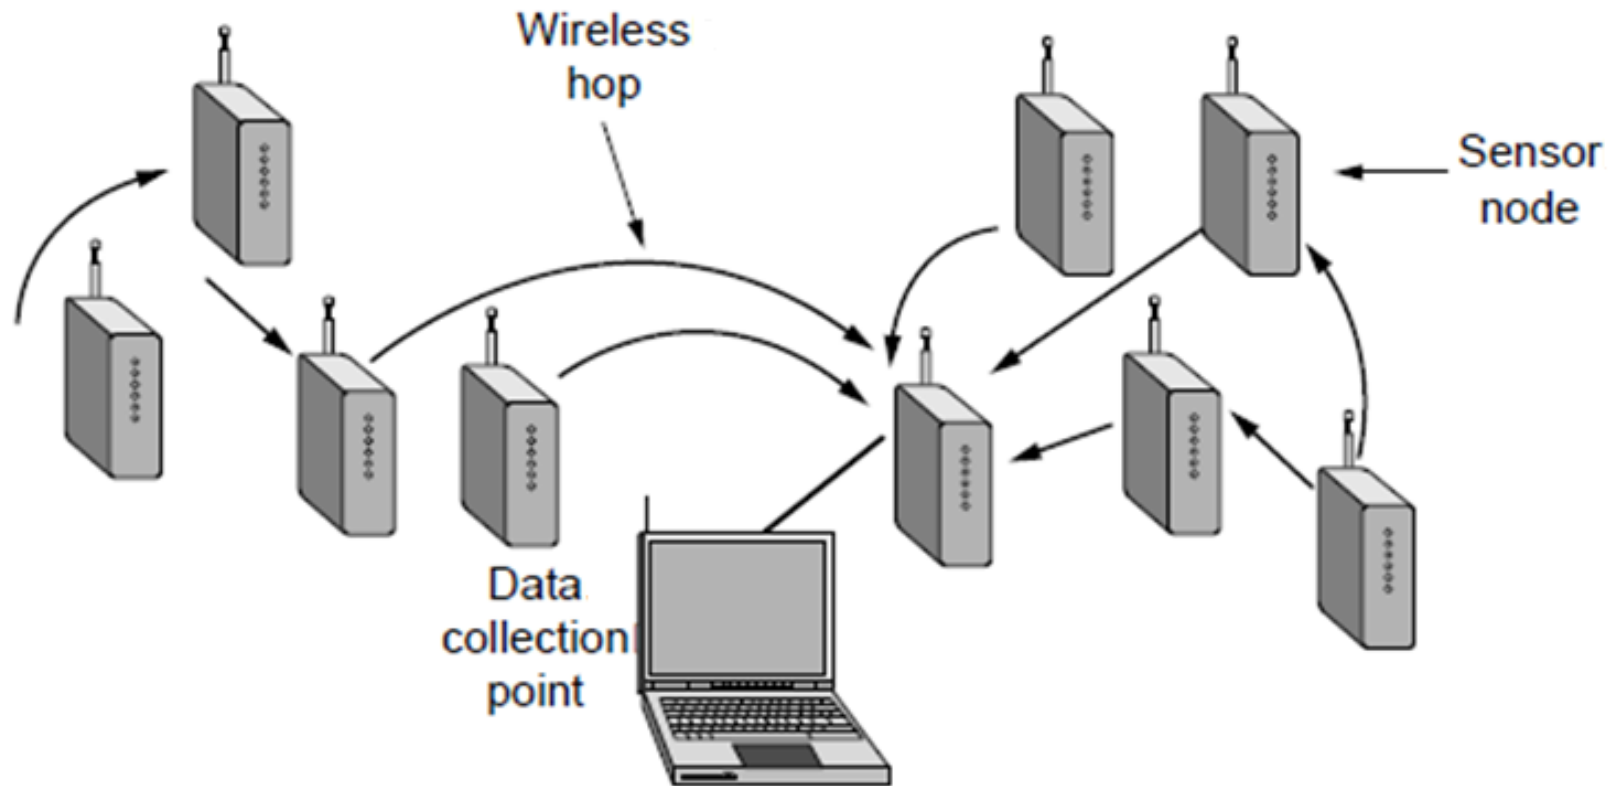 Wireless
hop
Sensor
node
Data
collection
point